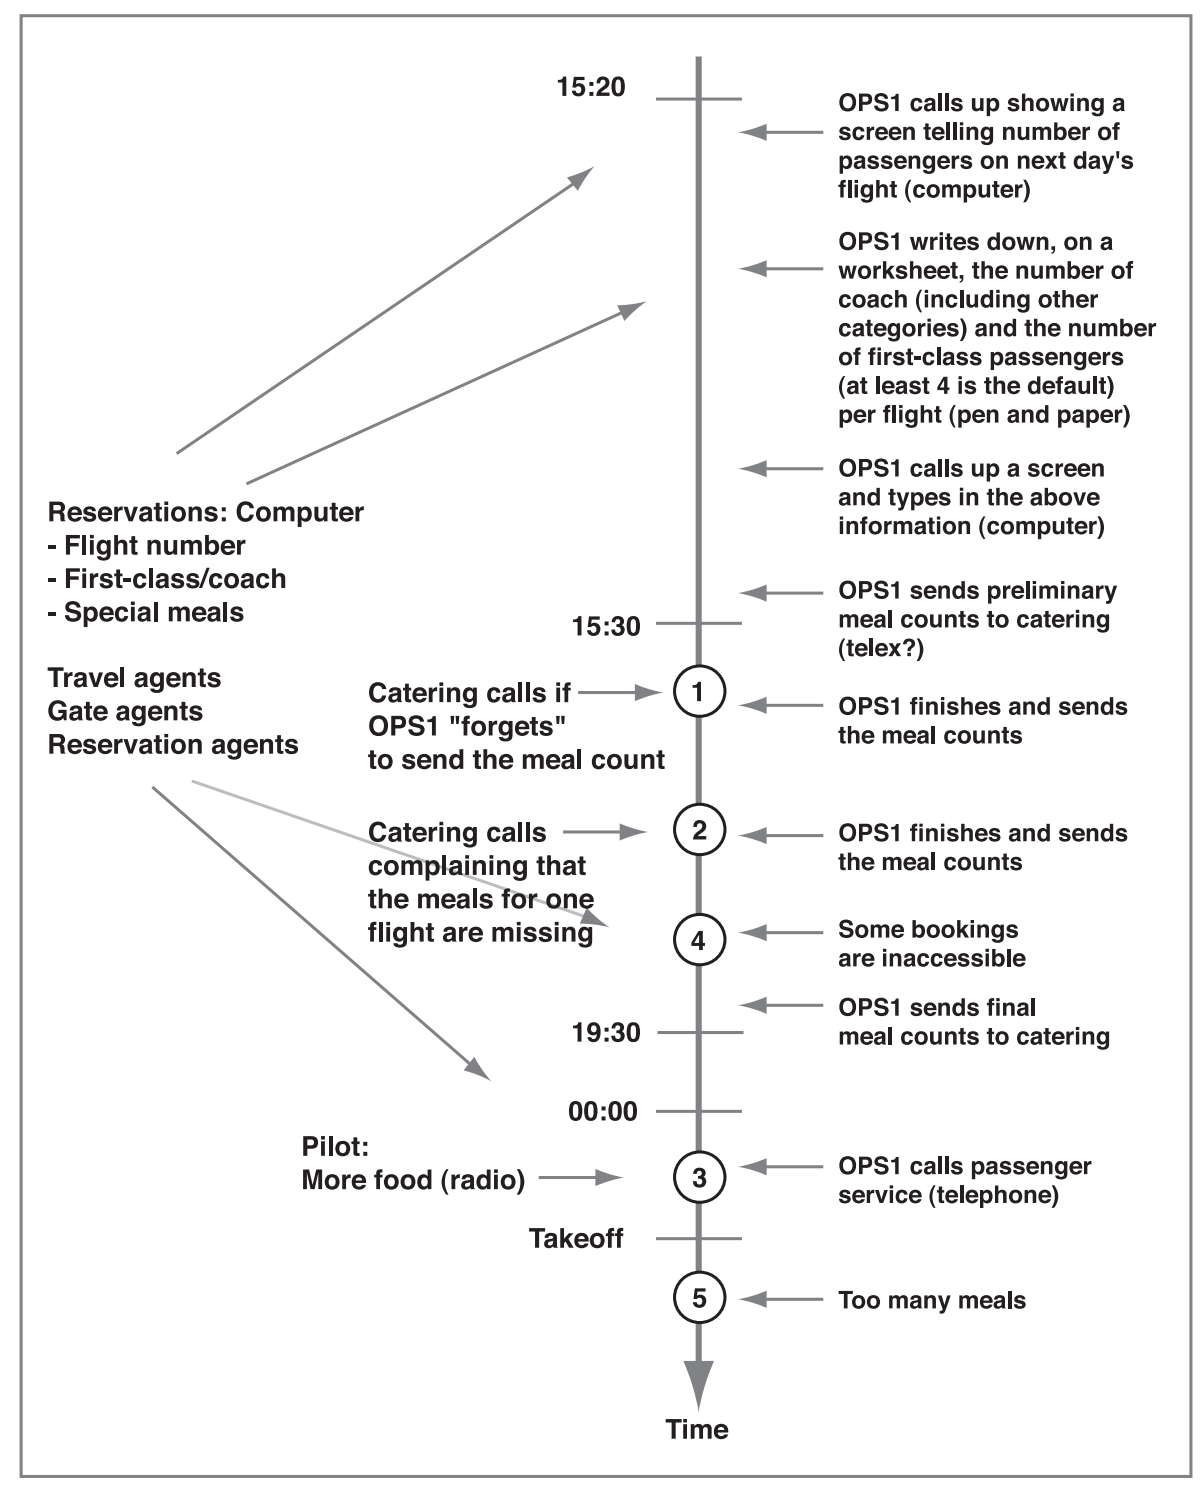 15:20
OPS1 calls up showing a
screen telling number of
passengers on next day's
flight (computer)
OPS1 writes down, on a
worksheet, the number of
coach (including other
categories) and the number
of first-class passengers
(at least 4 is the default)
per flight (pen and paper)
OPS1 calls up a screen
and types in the above
information (computer)
Reservations: Computer
- Flight number
- First-class/coach
- Special meals
OPS1 sends preliminary
meal counts to catering
(telex?)
15:30
Travel agents
Gate agents
Reservation agents
Catering calls if
OPS1 "forgets"
to send the meal count
1
OPS1 finishes and sends
the meal counts
Catering calls
complaining that
the meals for one
flight are missing
2
OPS1 finishes and sends
the meal counts
4
Some bookings
are inaccessible
OPS1 sends final
meal counts to catering
19:30
00:00
Pilot:
More food (radio)
3
OPS1 calls passenger
service (telephone)
Takeoff
5
Too many meals
Time